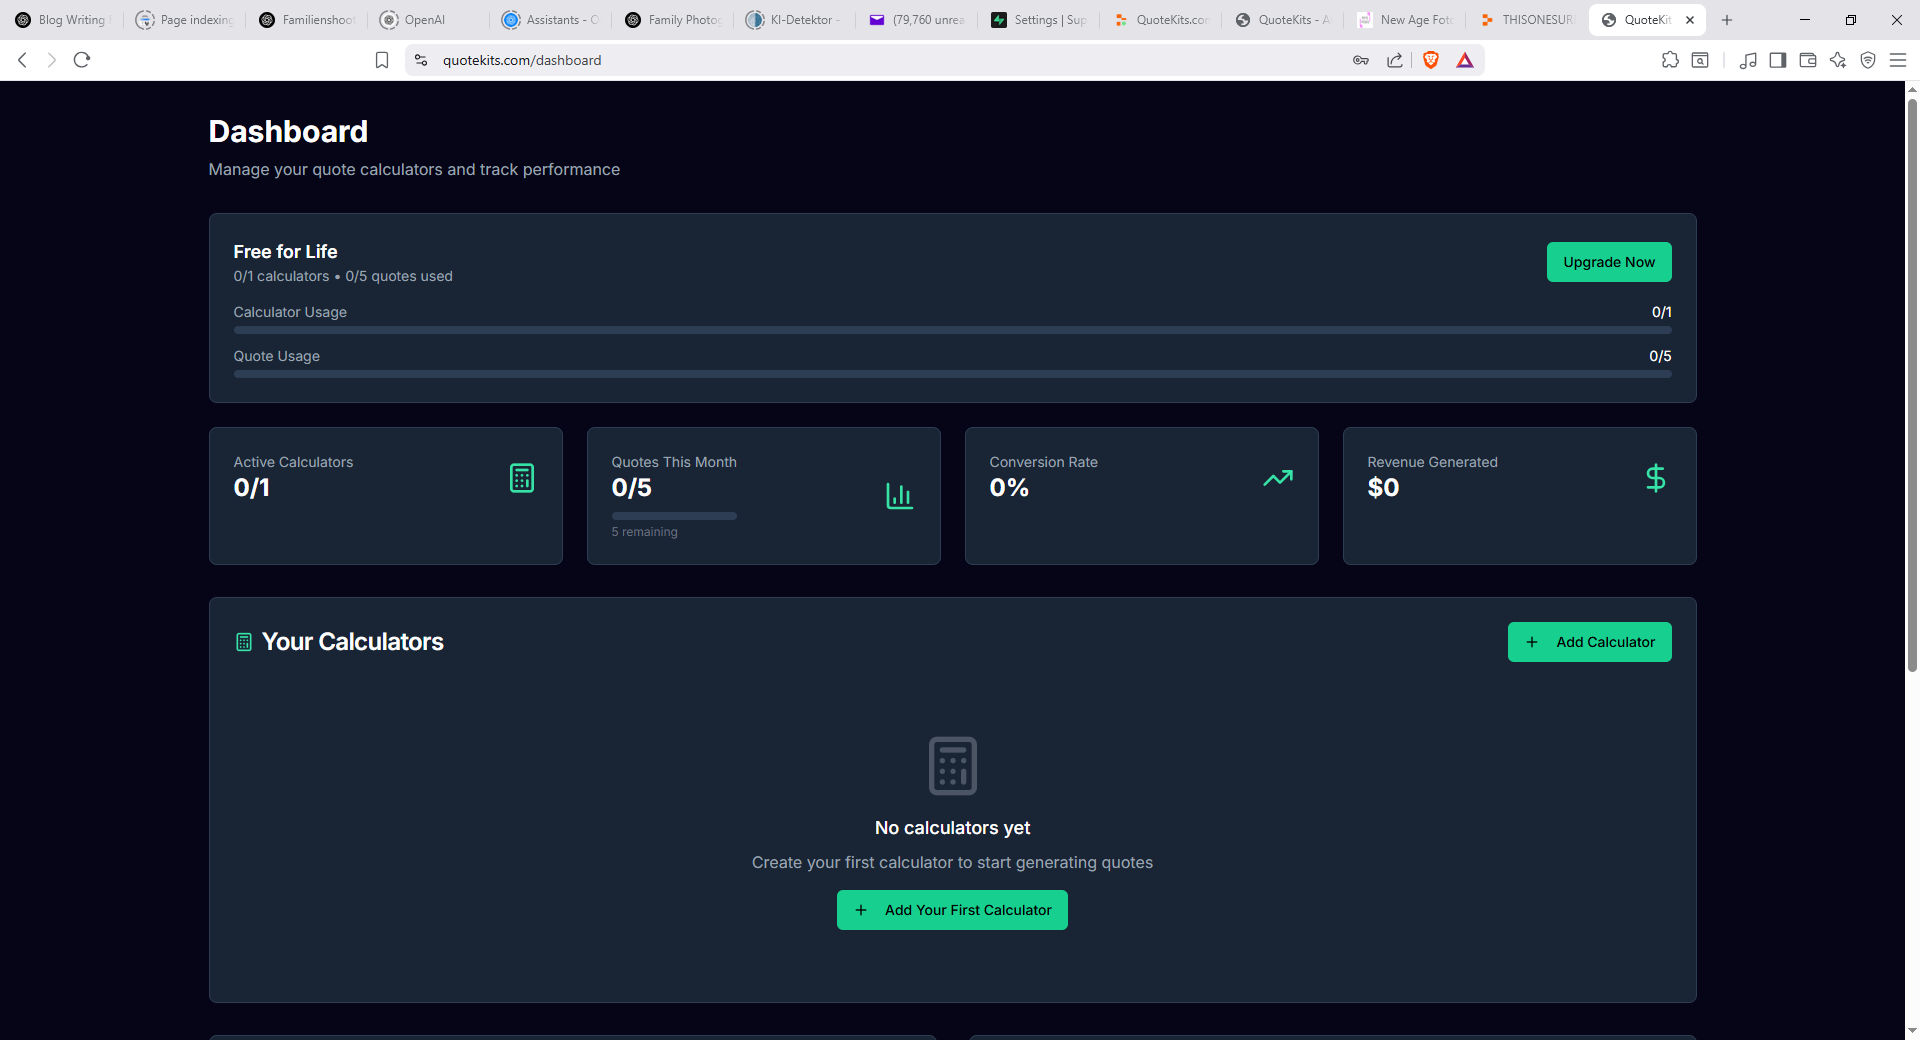 Blog Writing
Page indexing
Familienshoot
OpenAI
Assistants - O
Family Photog
KI-Detektor -
(79,760 unrea
Settings | Sup
QuoteKits.com
QuoteKits - A
New Age Foto
THISONESUR
QuoteKit
quotekits.com/dashboard
Dashboard
Manage your quote calculators and track performance
Free for Life
0/1 calculators • 0/5 quotes used
Upgrade Now
Calculator Usage
0/1
Quote Usage
0/5
Active Calculators
0/1
Quotes This Month
0/5
5 remaining
Conversion Rate
0%
Revenue Generated
$0
Your Calculators
+ Add Calculator
No calculators yet
Create your first calculator to start generating quotes
+ Add Your First Calculator